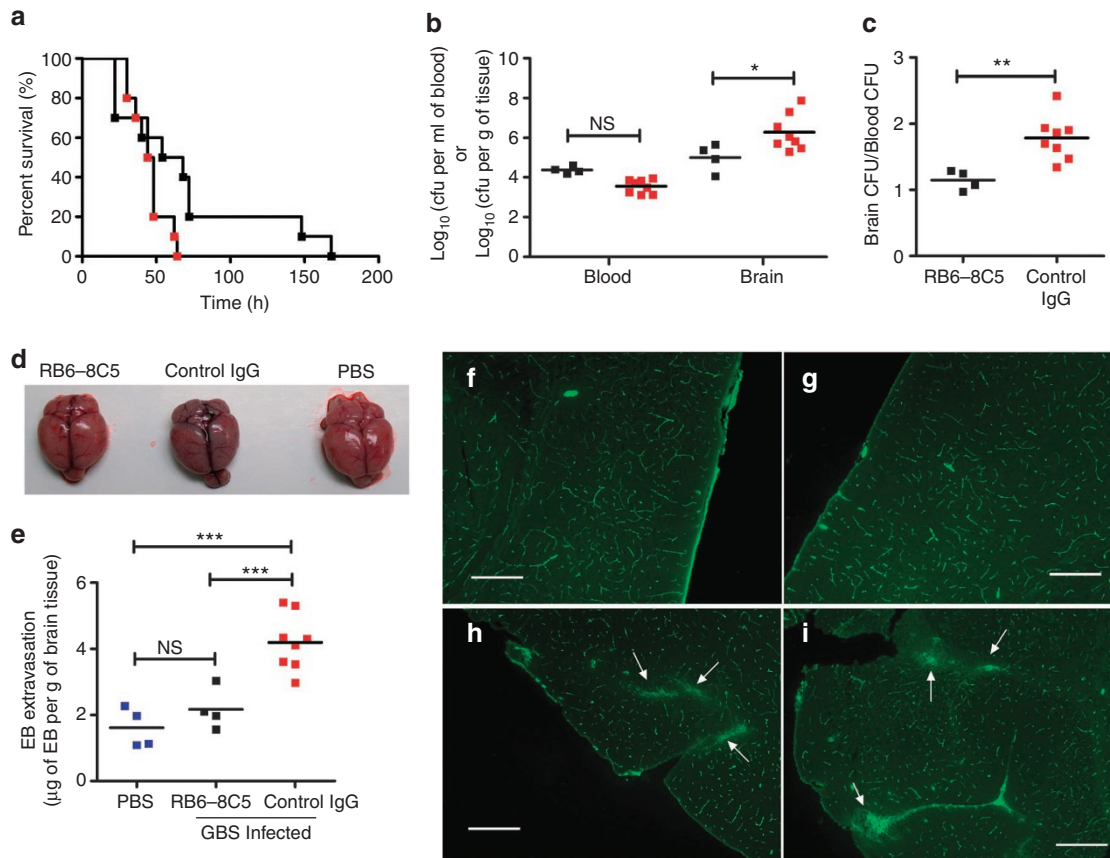 a
Percent survival (%)
100
80
60
40
20
0
0 50 100 150 200
Time (h)
b
Log10 (cfu per ml of blood)
or
Log10 (cfu per g of tissue)
10
8
6
4
2
0
NS
*
Blood Brain
c
Brain CFU/Blood CFU
3
2
1
0
**
RB6–8C5 Control
IgG
d
RB6–8C5 Control IgG PBS
e
EB extravasation
(µg of EB per g of brain tissue)
6
4
2
0
***
***
NS
PBS RB6–8C5 Control IgG
GBS Infected
f
g
h
i